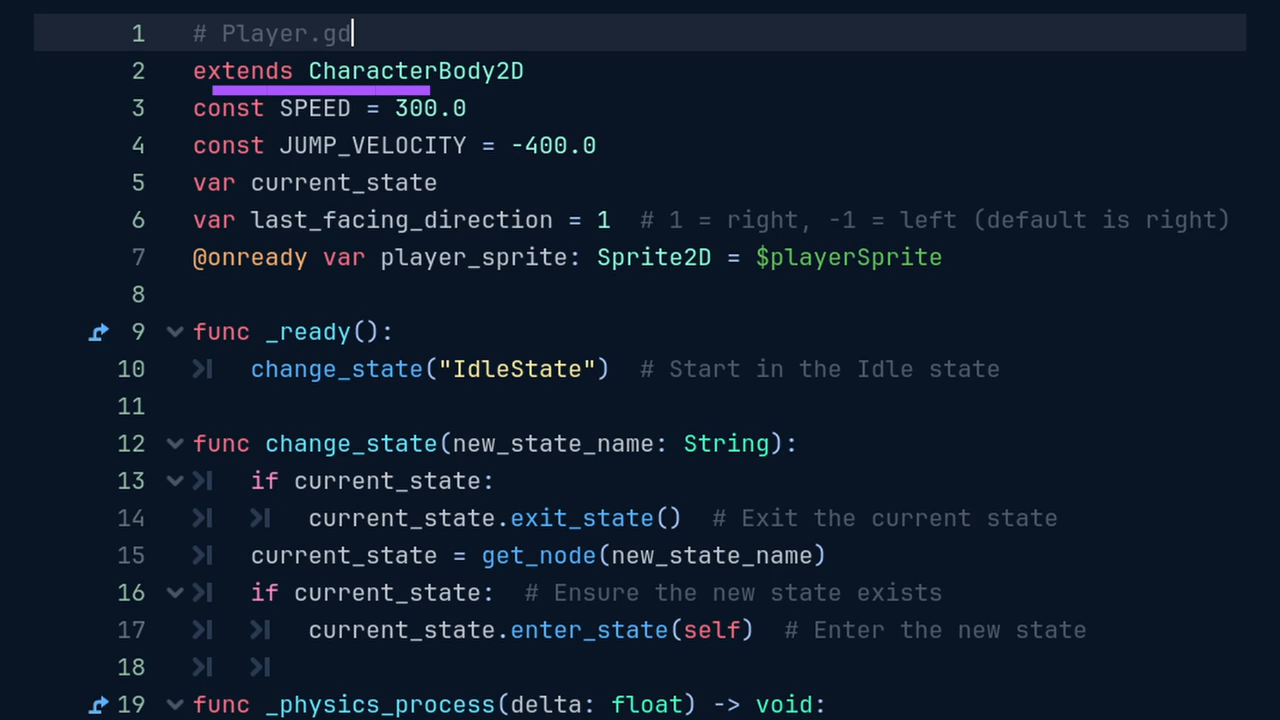 1 # Player.gd
2 extends CharacterBody2D
3 const SPEED = 300.0
4 const JUMP_VELOCITY = -400.0
5 var current_state
6 var last_facing_direction = 1  # 1 = right, -1 = left (default is right)
7 @onready var player_sprite: Sprite2D = $playerSprite
8
9 func _ready():
10     change_state("IdleState")  # Start in the Idle state
11
12 func change_state(new_state_name: String):
13     if current_state:
14         current_state.exit_state()  # Exit the current state
15     current_state = get_node(new_state_name)
16     if current_state:  # Ensure the new state exists
17         current_state.enter_state(self)  # Enter the new state
18
19 func _physics_process(delta: float) -> void: